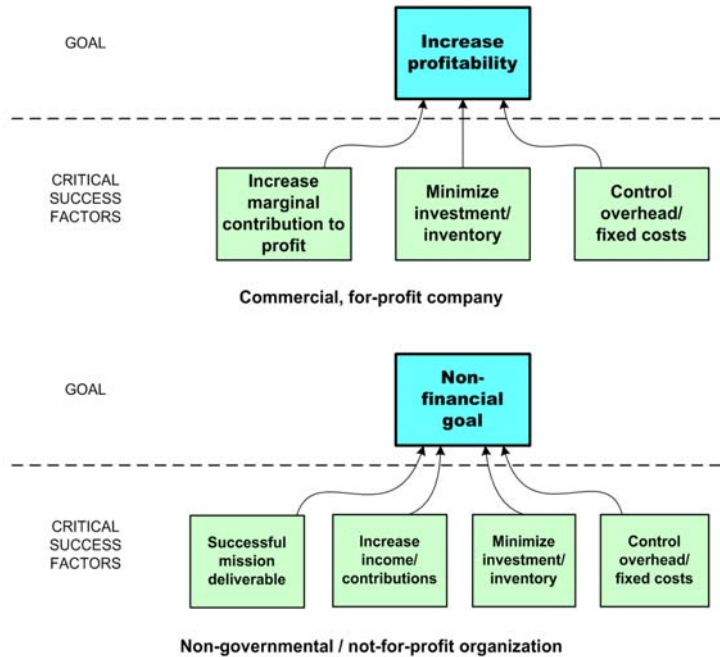 GOAL
Increase
profitability
CRITICAL
SUCCESS
FACTORS
Increase
marginal
contribution to
profit
Minimize
investment/
inventory
Control
overhead/
fixed costs
Commercial, for-profit company
GOAL
Non-
financial
goal
CRITICAL
SUCCESS
FACTORS
Successful
mission
deliverable
Increase
income/
contributions
Minimize
investment/
inventory
Control
overhead/
fixed costs
Non-governmental / not-for-profit organization